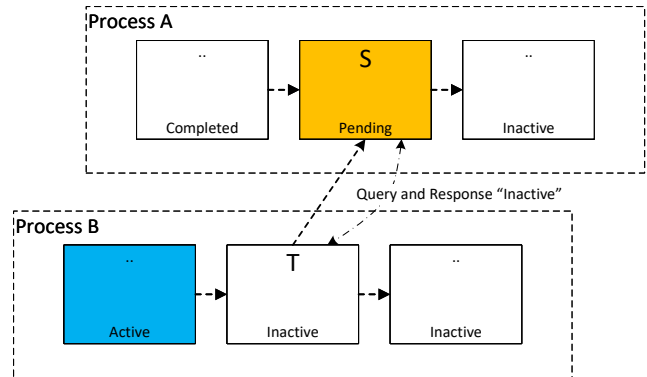 Process A
..
S
..
Completed
Pending
Inactive
Query and Response “Inactive”
Process B
..
T
..
Active
Inactive
Inactive